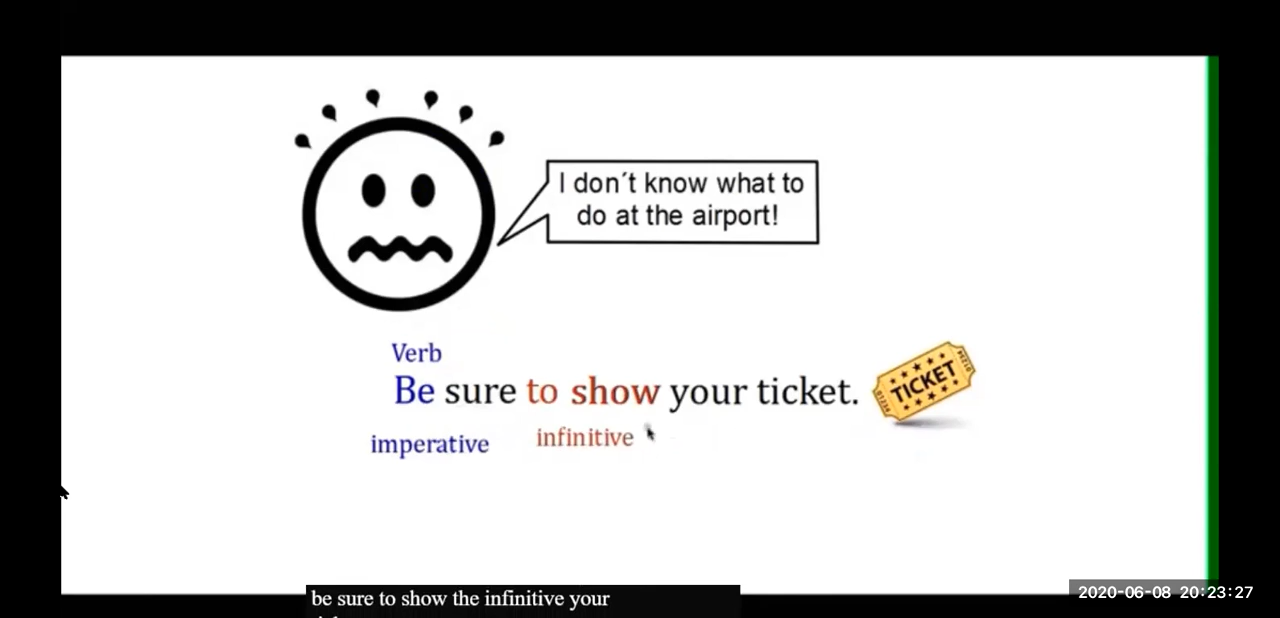 I don´t know what to
do at the airport!
Verb
Be sure to show your ticket.
TICKET
imperative
infinitive
be sure to show the infinitive your
2020-06-08 20:23:27